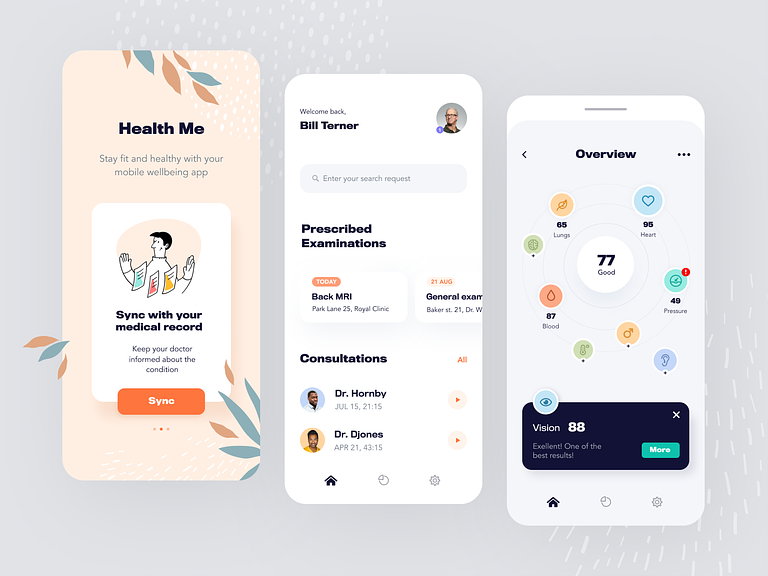 Health Me
Stay fit and healthy with your
mobile wellbeing app
Sync with your
medical record
Keep your doctor
informed about the
condition
Sync
Welcome back,
Bill Terner
Enter your search request
Prescribed
Examinations
TODAY
Back MRI
Park Lane 25, Royal Clinic
21 AUG
General exam
Baker st. 21, Dr. W
Consultations
All
Dr. Hornby
JUL 15, 21:15
Dr. Djones
APR 21, 43:15
Overview
65
Lungs
95
Heart
77
Good
49
Pressure
87
Blood
Vision 88
Exellent! One of the
best results!
More